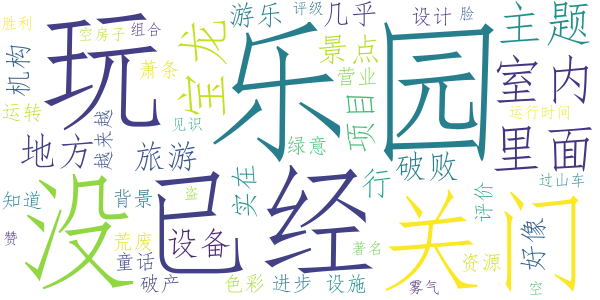 胜利
空房子
组合
游乐
评级
几乎
设计
脸
主题
机构
玩
萧条
宝龙
乐
园
景点
营业
项目
室内
运转
越来越
见识
绿意
运行时间
地方
旅游
实在
行
破败
里面
知道
没
背景
已
经
关
门
评价
好像
过山车
赞
荒废
设备
盗
著名
资源
童话
破产
色彩
进步
设施
雾气
空